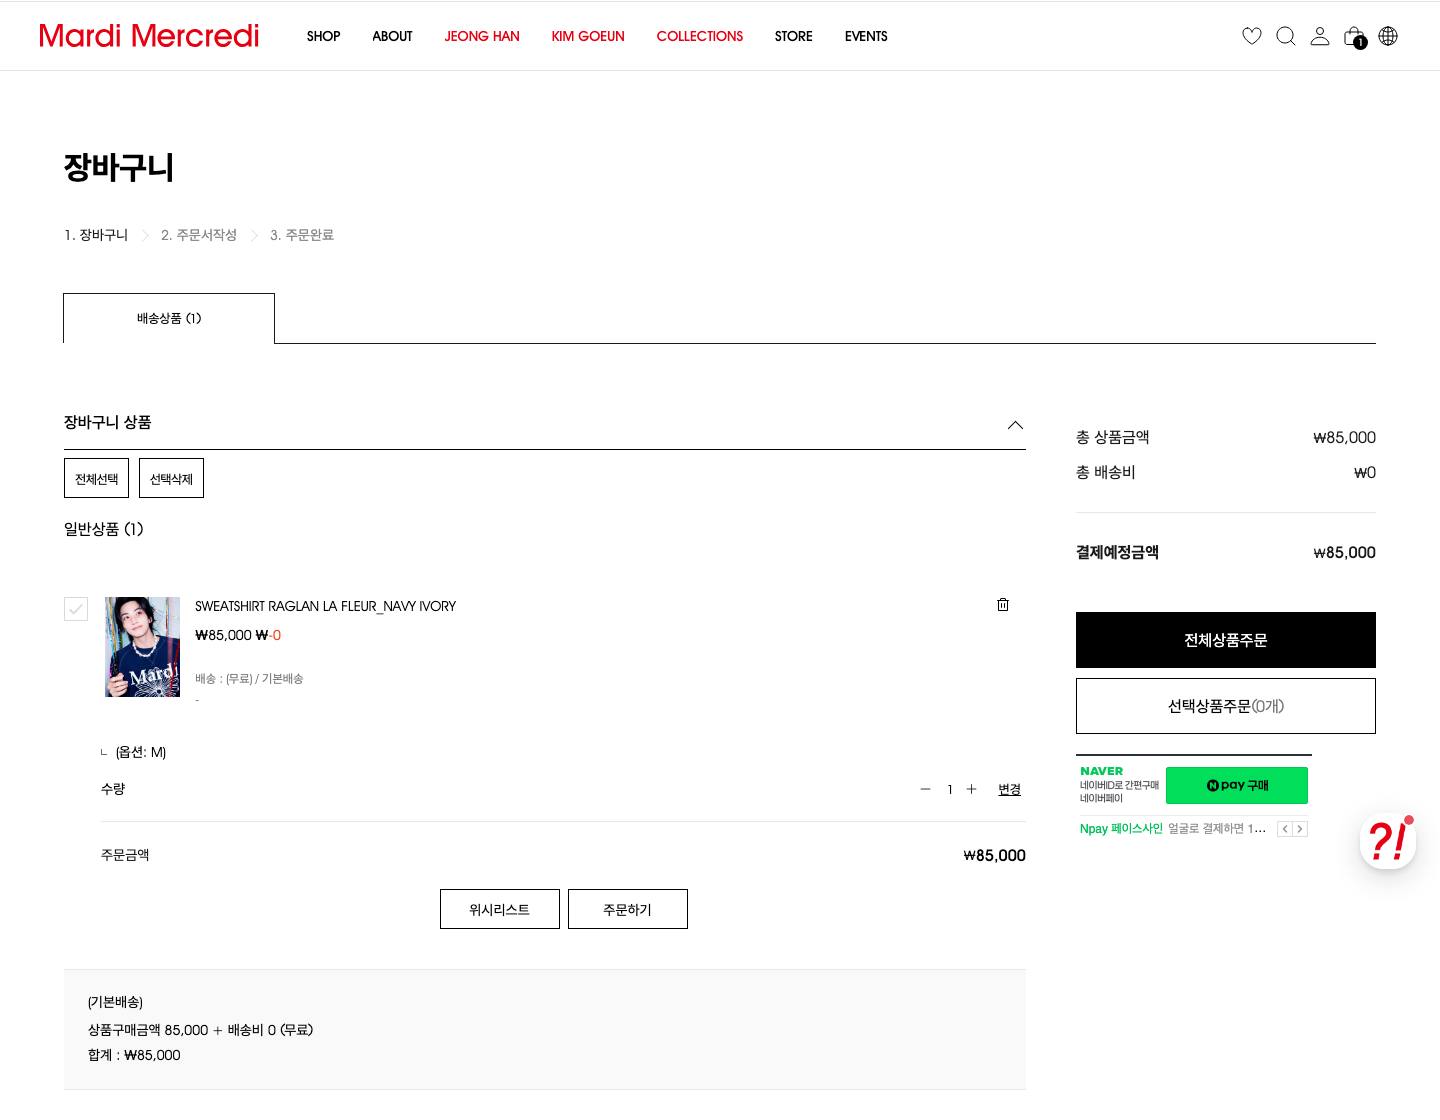 Mardi Mercredi
SHOP ABOUT JEONG HAN KIM GOEUN COLLECTIONS STORE EVENTS
1
장바구니
1. 장바구니 2. 주문서작성 3. 주문완료
배송상품 (1)
장바구니 상품
전체선택 선택삭제
일반상품 (1)
SWEATSHIRT RAGLAN LA FLEUR_NAVY IVORY
₩85,000 ₩-0
Mardi
배송 : (무료) / 기본배송
-
(옵션: M)
수량 1 변경
주문금액 ₩85,000
위시리스트 주문하기
(기본배송)
상품구매금액 85,000 + 배송비 0 (무료)
합계 : ₩85,000
총 상품금액 ₩85,000
총 배송비 ₩0
결제예정금액 ₩85,000
전체상품주문
선택상품주문(0개)
NAVER
네이버ID로 간편구매
네이버페이
N pay 구매
Npay 페이스사인 얼굴로 결제하면 1...
?!